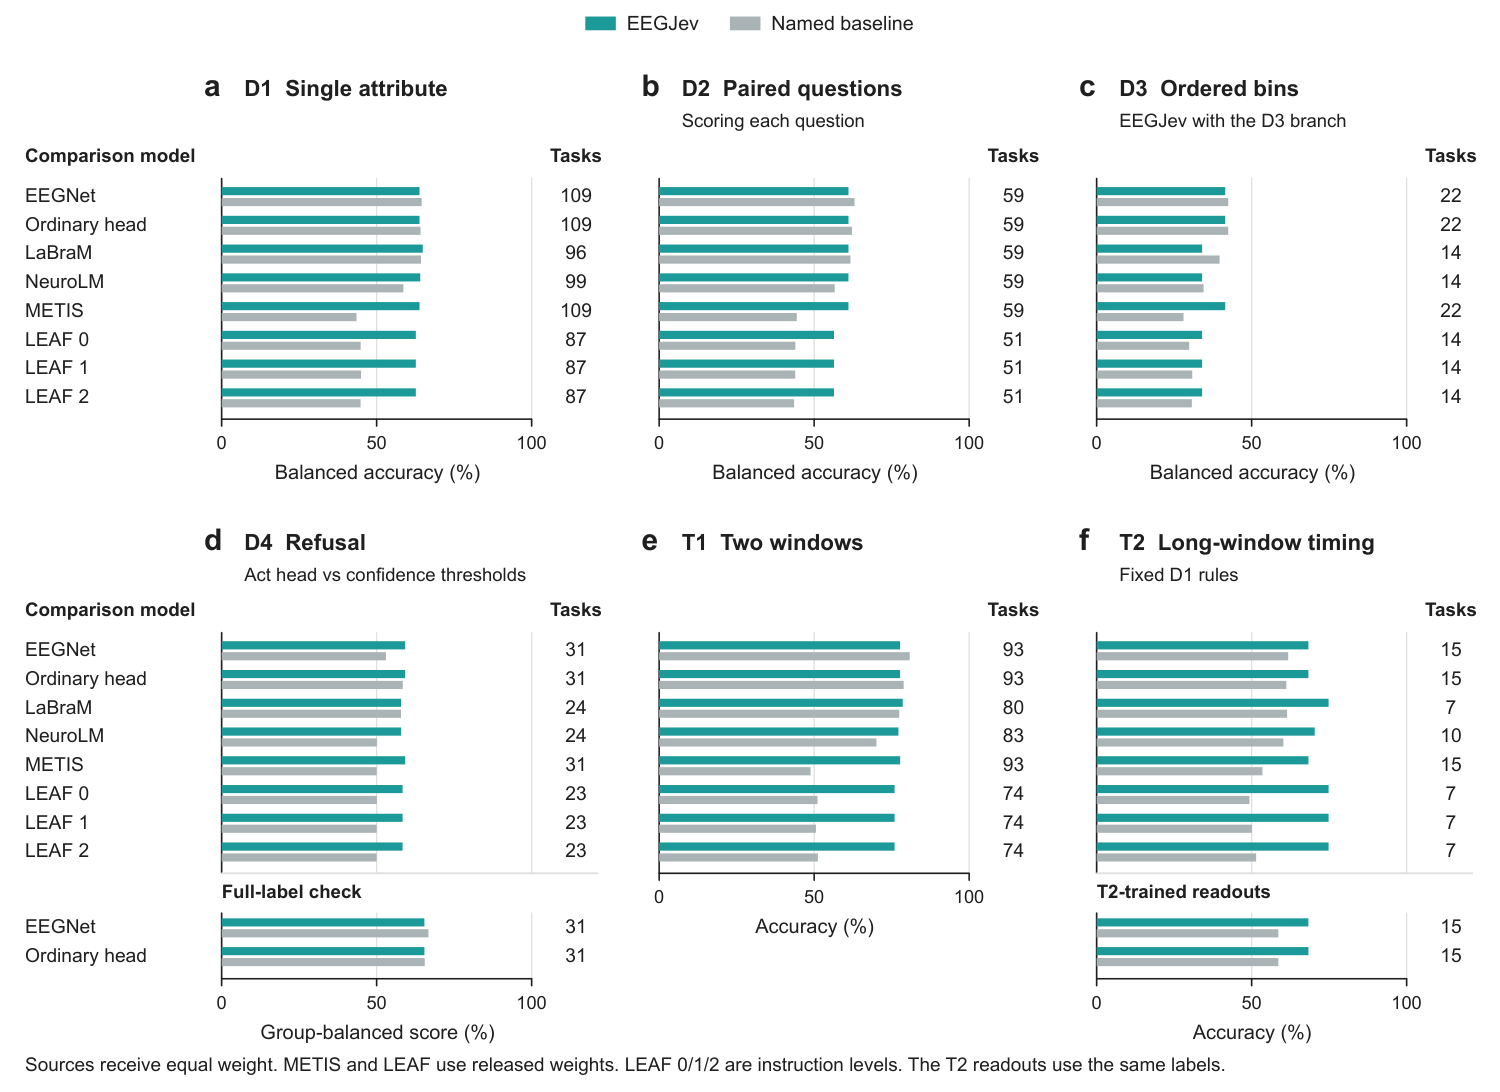 EEGJev Named baseline
a D1 Single attribute
Comparison model Tasks
EEGNet 109
Ordinary head 109
LaBraM 96
NeuroLM 99
METIS 109
LEAF 0 87
LEAF 1 87
LEAF 2 87
0 50 100
Balanced accuracy (%)
b D2 Paired questions
Scoring each question
Tasks
59
59
59
59
59
51
51
51
0 50 100
Balanced accuracy (%)
c D3 Ordered bins
EEGJev with the D3 branch
Tasks
22
22
14
14
22
14
14
14
0 50 100
Balanced accuracy (%)
d D4 Refusal
Act head vs confidence thresholds
Comparison model Tasks
EEGNet 31
Ordinary head 31
LaBraM 24
NeuroLM 24
METIS 31
LEAF 0 23
LEAF 1 23
LEAF 2 23
Full-label check
EEGNet 31
Ordinary head 31
0 50 100
Group-balanced score (%)
e T1 Two windows
Tasks
93
93
80
83
93
74
74
74
0 50 100
Accuracy (%)
f T2 Long-window timing
Fixed D1 rules
Tasks
15
15
7
10
15
7
7
7
T2-trained readouts
15
15
0 50 100
Accuracy (%)
Sources receive equal weight. METIS and LEAF use released weights. LEAF 0/1/2 are instruction levels. The T2 readouts use the same labels.